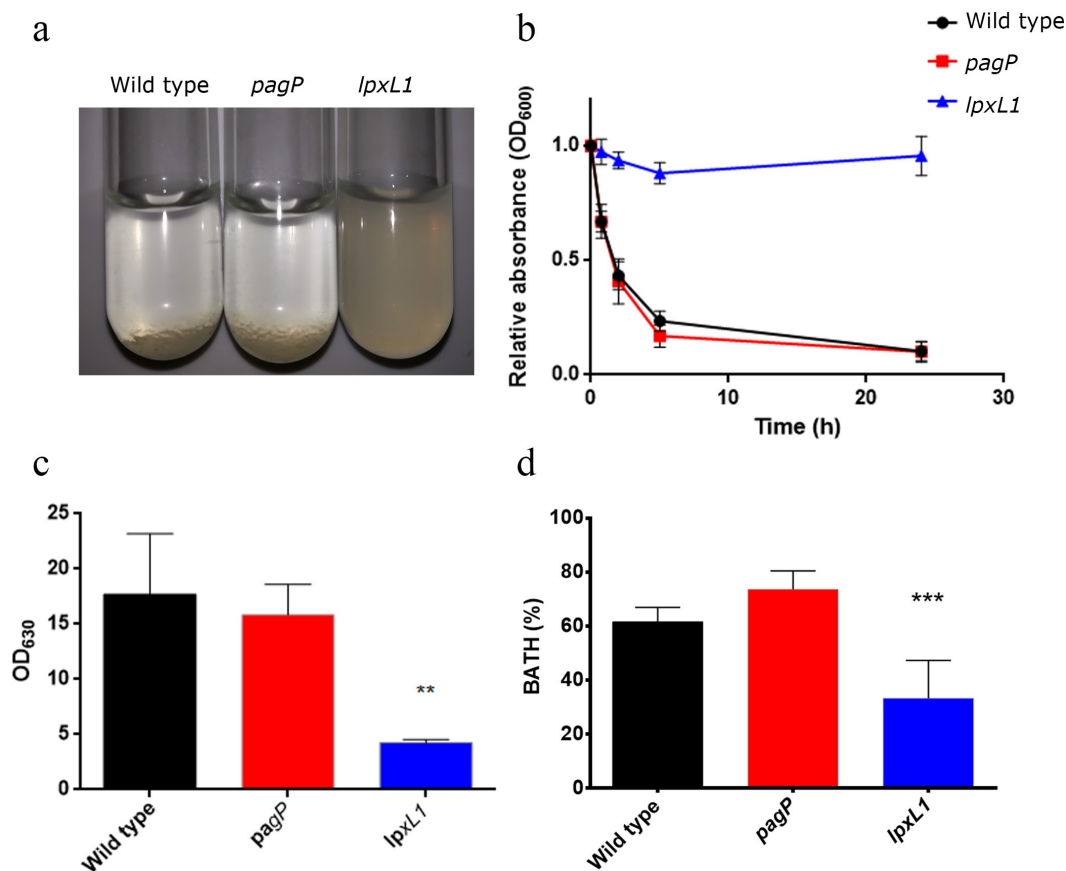 a
Wild type pagP lpxL1
b
Wild type
pagP
lpxL1
Relative absorbance (OD600)
1.0
0.5
0.0
0 10 20 30
Time (h)
c
OD630
25
20
15
10
5
0
**
Wild type pagP lpxL1
d
BATH (%)
100
80
60
40
20
0
***
Wild type pagP lpxL1